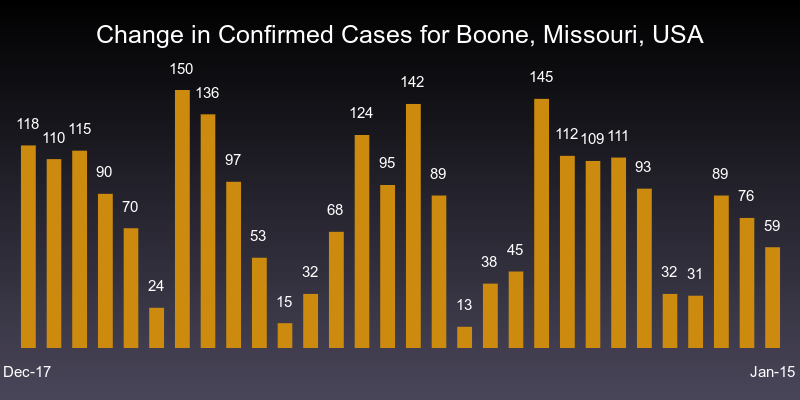 Change in Confirmed Cases for Boone, Missouri, USA
118 110 115 90 70 24 150 136 97 53 15 32 68 124 95 142 89 13 38 45 145 112 109 111 93 32 31 89 76 59
Dec-17 Jan-15